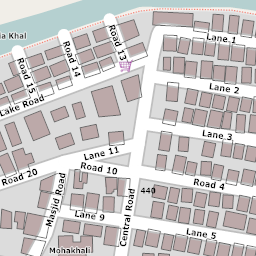 la Khal
Road 13
Road 14
Road 15
Lane 1
Lane 2
Lake Road
Lane 3
Lane 11
Road 10
Road 20
Road 4
440
Masjid Road
Central Road
Lane 9
Lane 5
Mohakhali